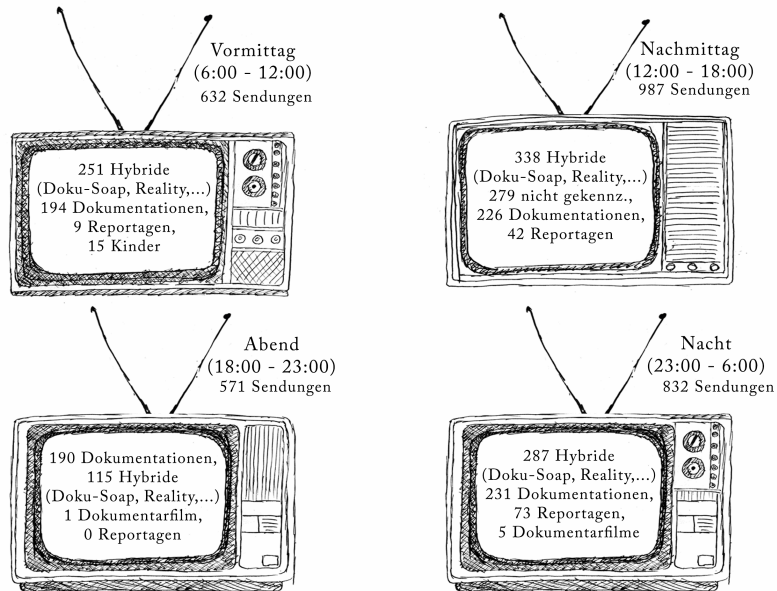 Vormittag
(6:00 - 12:00)
632 Sendungen
251 Hybride
(Doku-Soap, Reality,...)
194 Dokumentationen,
9 Reportagen,
15 Kinder
Nachmittag
(12:00 - 18:00)
987 Sendungen
338 Hybride
(Doku-Soap, Reality,...)
279 nicht gekennz.,
226 Dokumentationen,
42 Reportagen
Abend
(18:00 - 23:00)
571 Sendungen
190 Dokumentationen,
115 Hybride
(Doku-Soap, Reality,...)
1 Dokumentarfilm,
0 Reportagen
Nacht
(23:00 - 6:00)
832 Sendungen
287 Hybride
(Doku-Soap, Reality,...)
231 Dokumentationen,
73 Reportagen,
5 Dokumentarfilme